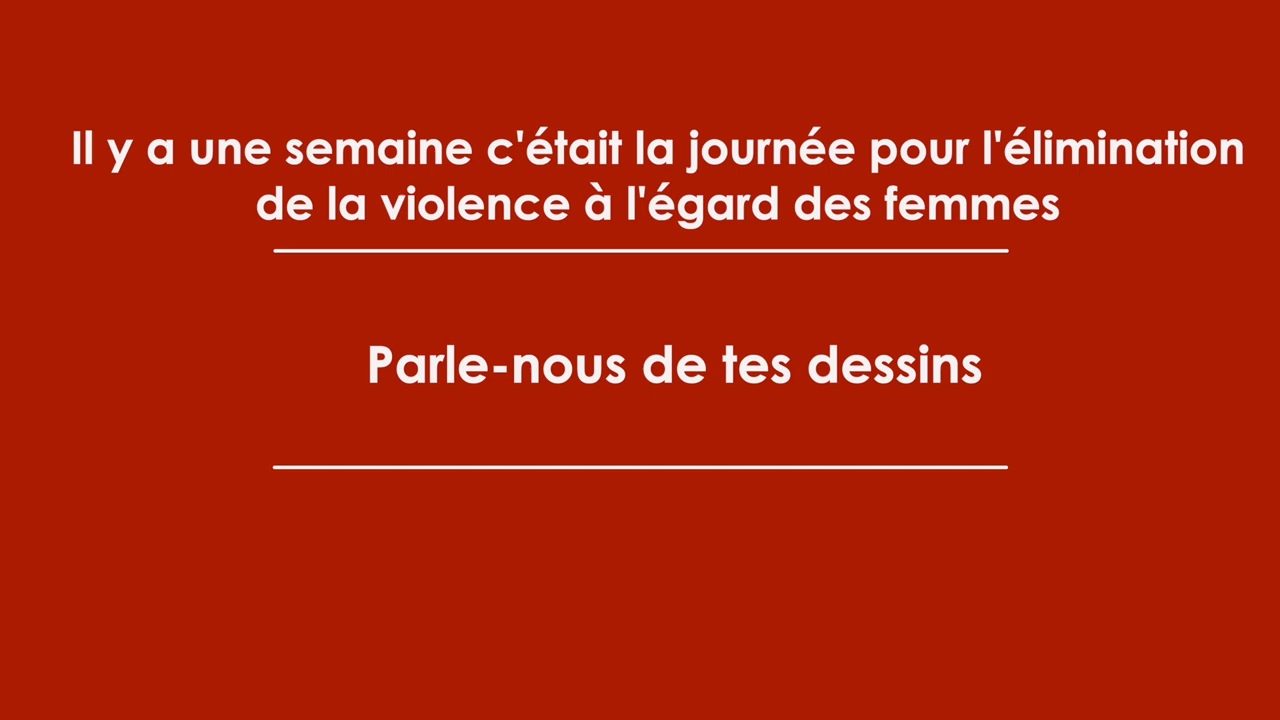 Il y a une semaine c'était la journée pour l'élimination
de la violence à l'égard des femmes
Parle-nous de tes dessins